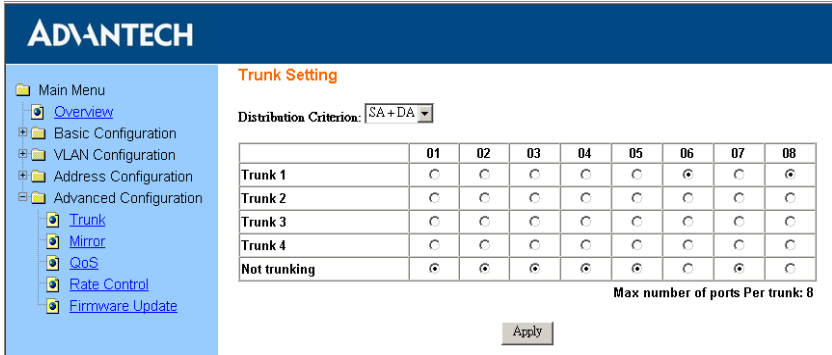 ADVANTECH
Main Menu
Overview
Basic Configuration
VLAN Configuration
Address Configuration
Advanced Configuration
Trunk
Mirror
QoS
Rate Control
Firmware Update
Trunk Setting
Distribution Criterion: SA+DA
01 02 03 04 05 06 07 08
Trunk 1
Trunk 2
Trunk 3
Trunk 4
Not trunking
Max number of ports Per trunk: 8
Apply